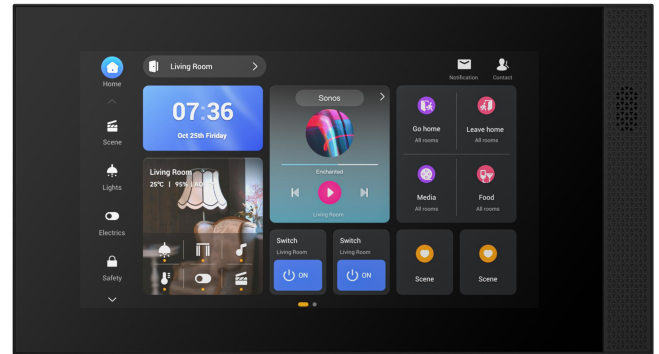 Home
Living Room
Notification
Contact
Scene
Lights
Electrics
Safety
07:36
Oct 25th Firiday
Living Room
25℃ | 95% | AQI
Sonos
Enchanted
Living Room
Go home
All rooms
Leave home
All rooms
Media
All rooms
Food
All rooms
Switch
Living Room
ON
Switch
Living Room
ON
Scene
Scene